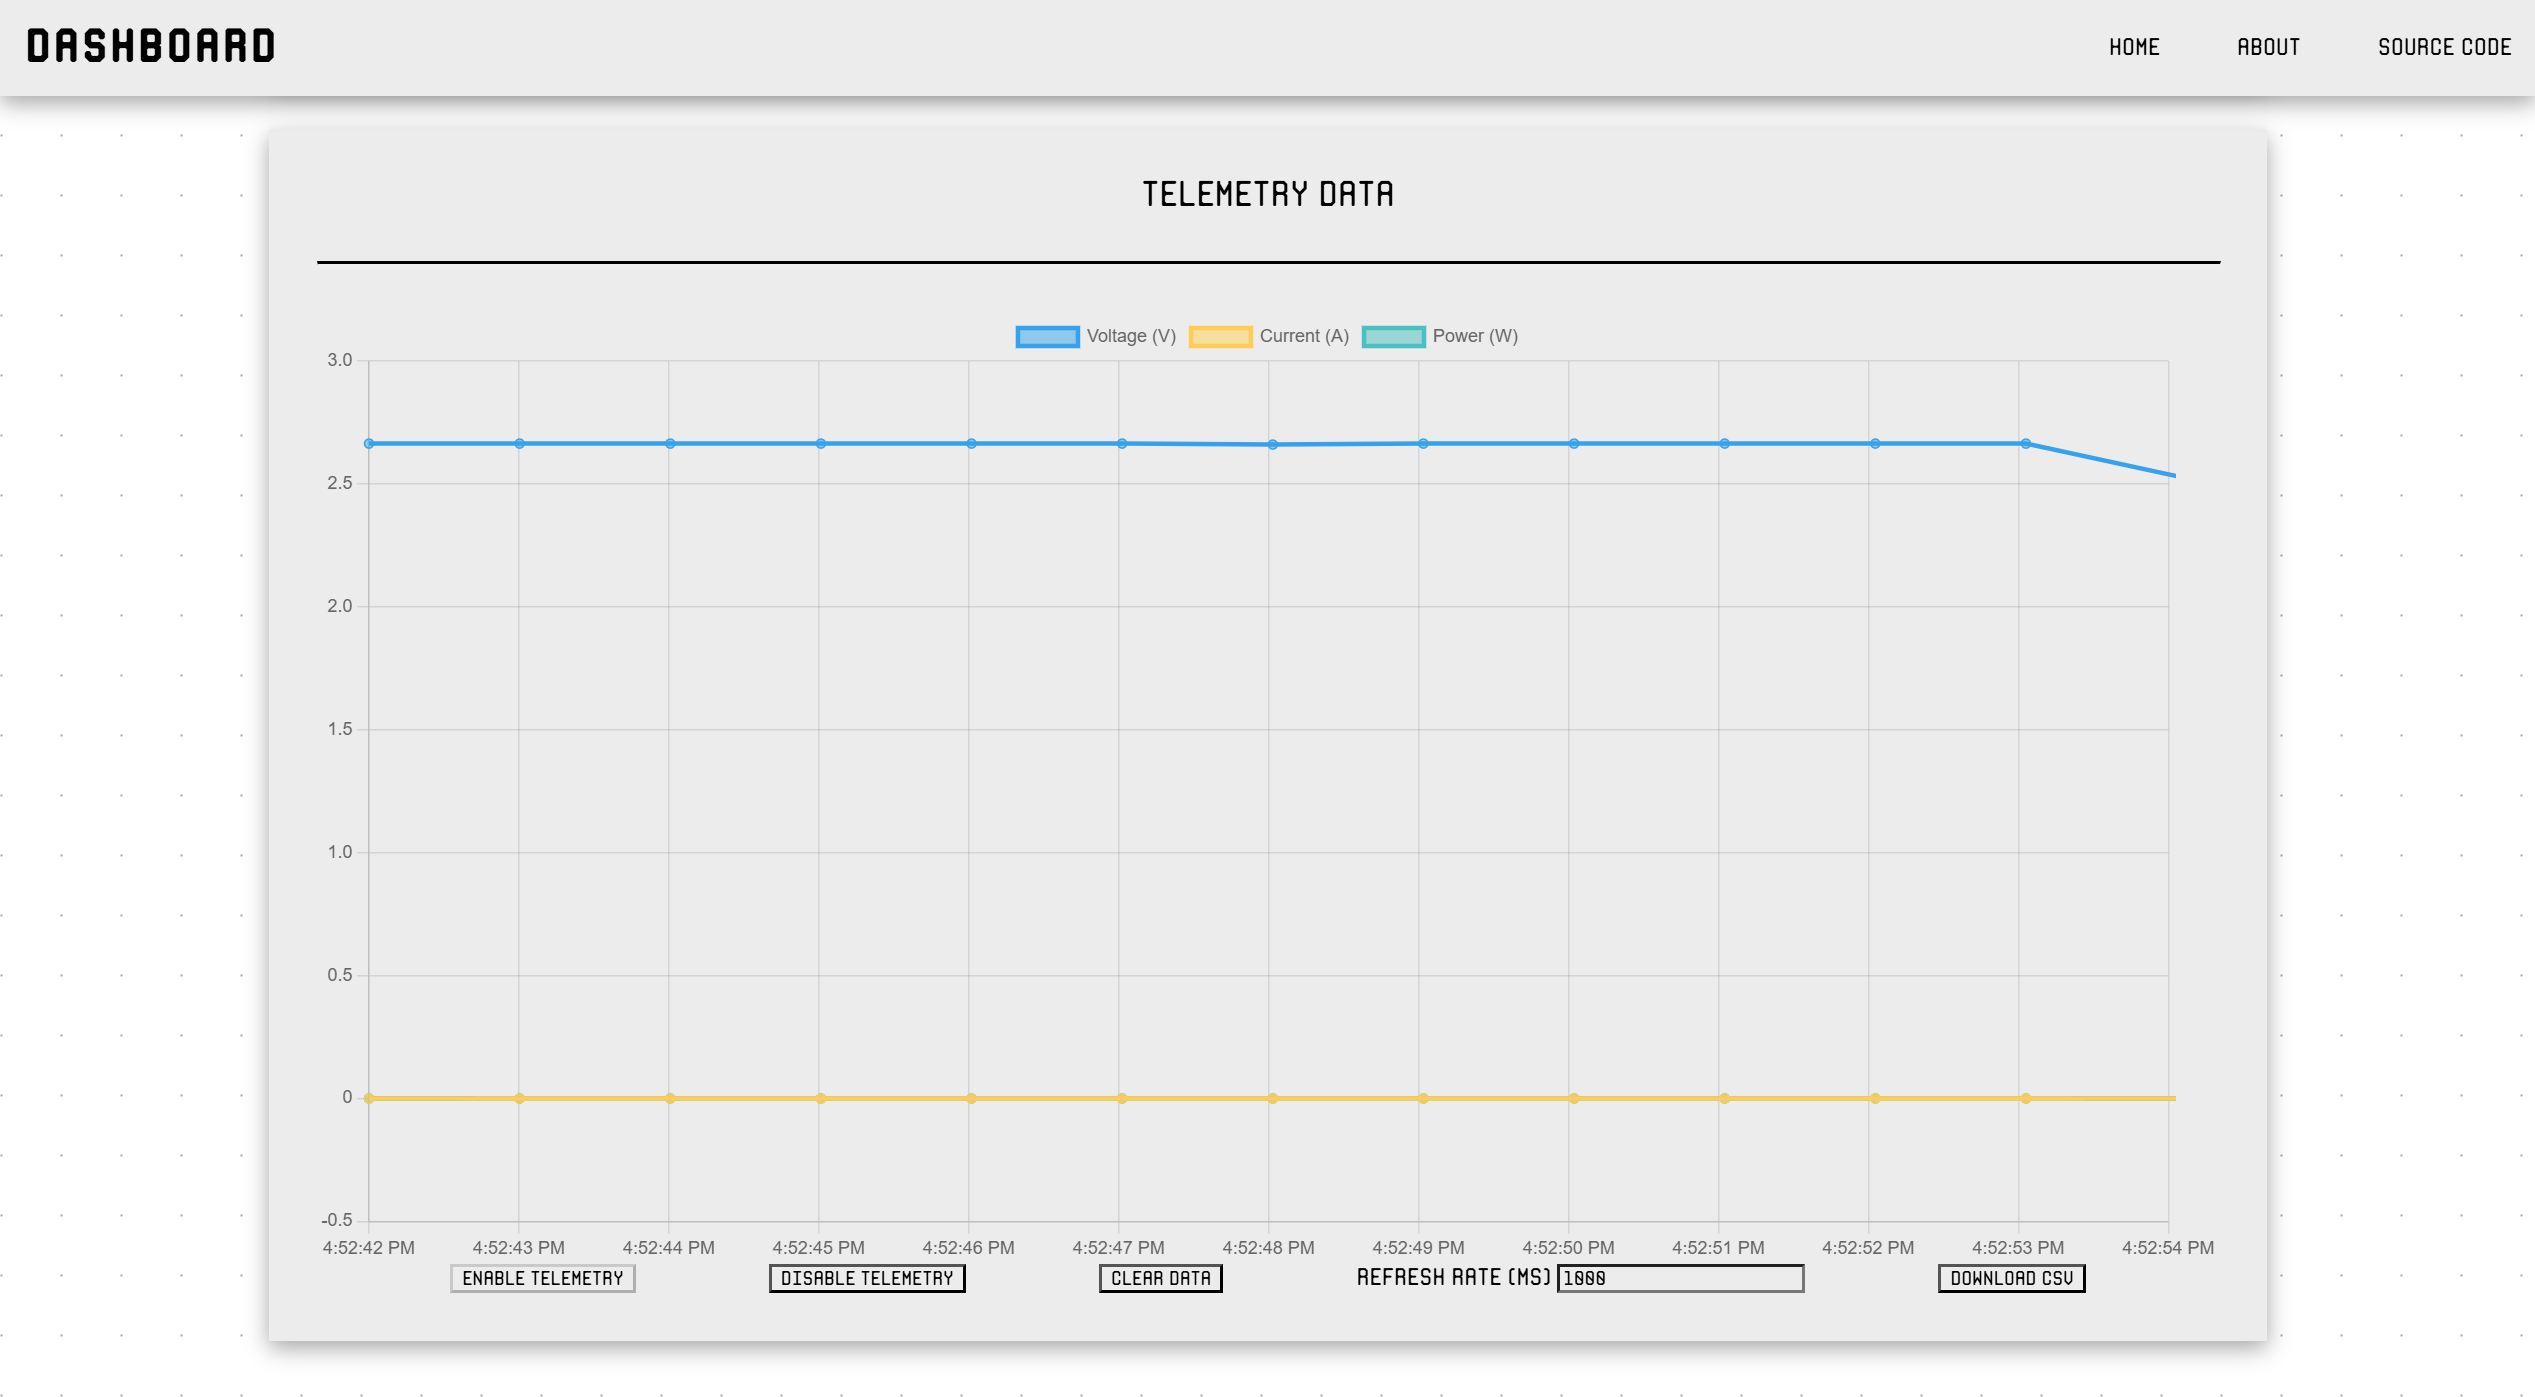 DASHBOARD
HOME ABOUT SOURCE CODE
TELEMETRY DATA
Voltage (V) Current (A) Power (W)
3.0
2.5
2.0
1.5
1.0
0.5
0
-0.5
4:52:42 PM 4:52:43 PM 4:52:44 PM 4:52:45 PM 4:52:46 PM 4:52:47 PM 4:52:48 PM 4:52:49 PM 4:52:50 PM 4:52:51 PM 4:52:52 PM 4:52:53 PM 4:52:54 PM
ENABLE TELEMETRY DISABLE TELEMETRY CLEAR DATA REFRESH RATE (MS) 1000 DOWNLOAD CSV